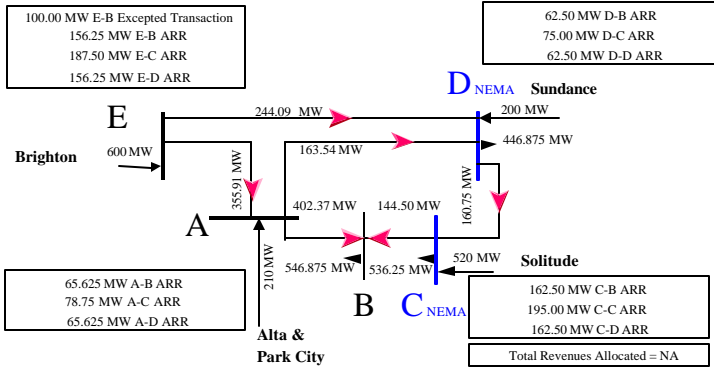 100.00 MW E-B Excepted Transaction
156.25 MW E-B ARR
187.50 MW E-C ARR
156.25 MW E-D ARR
62.50 MW D-B ARR
75.00 MW D-C ARR
62.50 MW D-D ARR
D NEMA Sundance
E
244.09 MW
200 MW
446.875 MW
Brighton
600 MW
163.54 MW
355.91 MW
160.75 MW
402.37 MW
144.50 MW
A
210 MW
546.875 MW
536.25 MW
520 MW
Solitude
B
C NEMA
65.625 MW A-B ARR
78.75 MW A-C ARR
65.625 MW A-D ARR
Alta &
Park City
162.50 MW C-B ARR
195.00 MW C-C ARR
162.50 MW C-D ARR
Total Revenues Allocated = NA